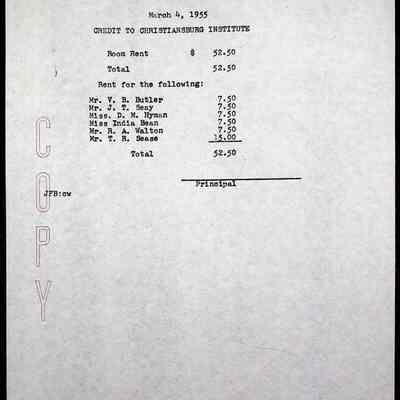 March 4, 1955
CREDIT TO CHRISTIANSBURG INSTITUTE
Room Rent $ 52.50
Total 52.50
Rent for the following:
Mr. V. B. Butler 7.50
Mr. J. T. Seay 7.50
Miss. D. M. Hyman 7.50
Miss India Bean 7.50
Mr. R. A. Walton 7.50
Mr. T. R. Sease 15.00
Total 52.50
Principal
JFB:cw
COPY